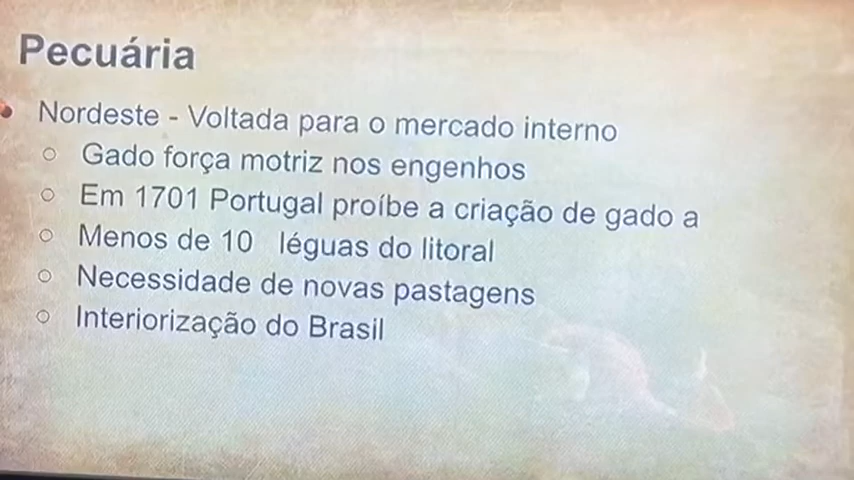 Pecuária
Nordeste - Voltada para o mercado interno
Gado força motriz nos engenhos
Em 1701 Portugal proíbe a criação de gado a
Menos de 10 léguas do litoral
Necessidade de novas pastagens
Interiorização do Brasil